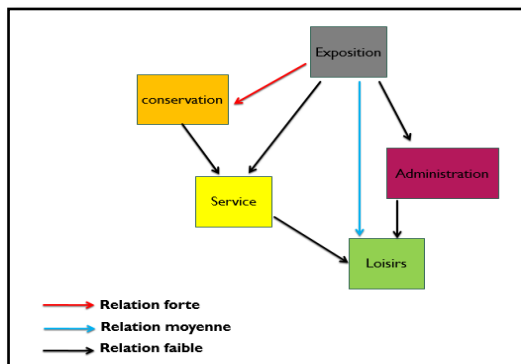 Exposition
conservation
Administration
Service
Loisirs
Relation forte
Relation moyenne
Relation faible